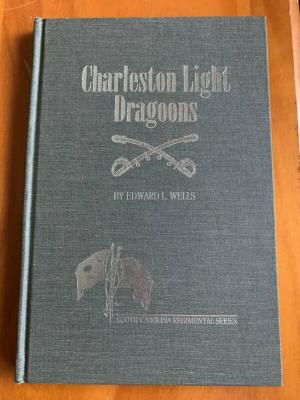 Charleston Light
Dragoons
BY EDWARD L. WELLS
SOUTH CAROLINA REGIMENTAL SERIES